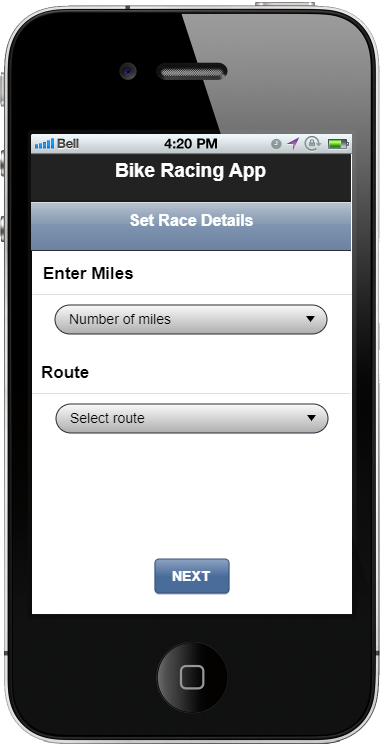 Bell 4:20 PM
Bike Racing App
Set Race Details
Enter Miles
Number of miles
Route
Select route
NEXT